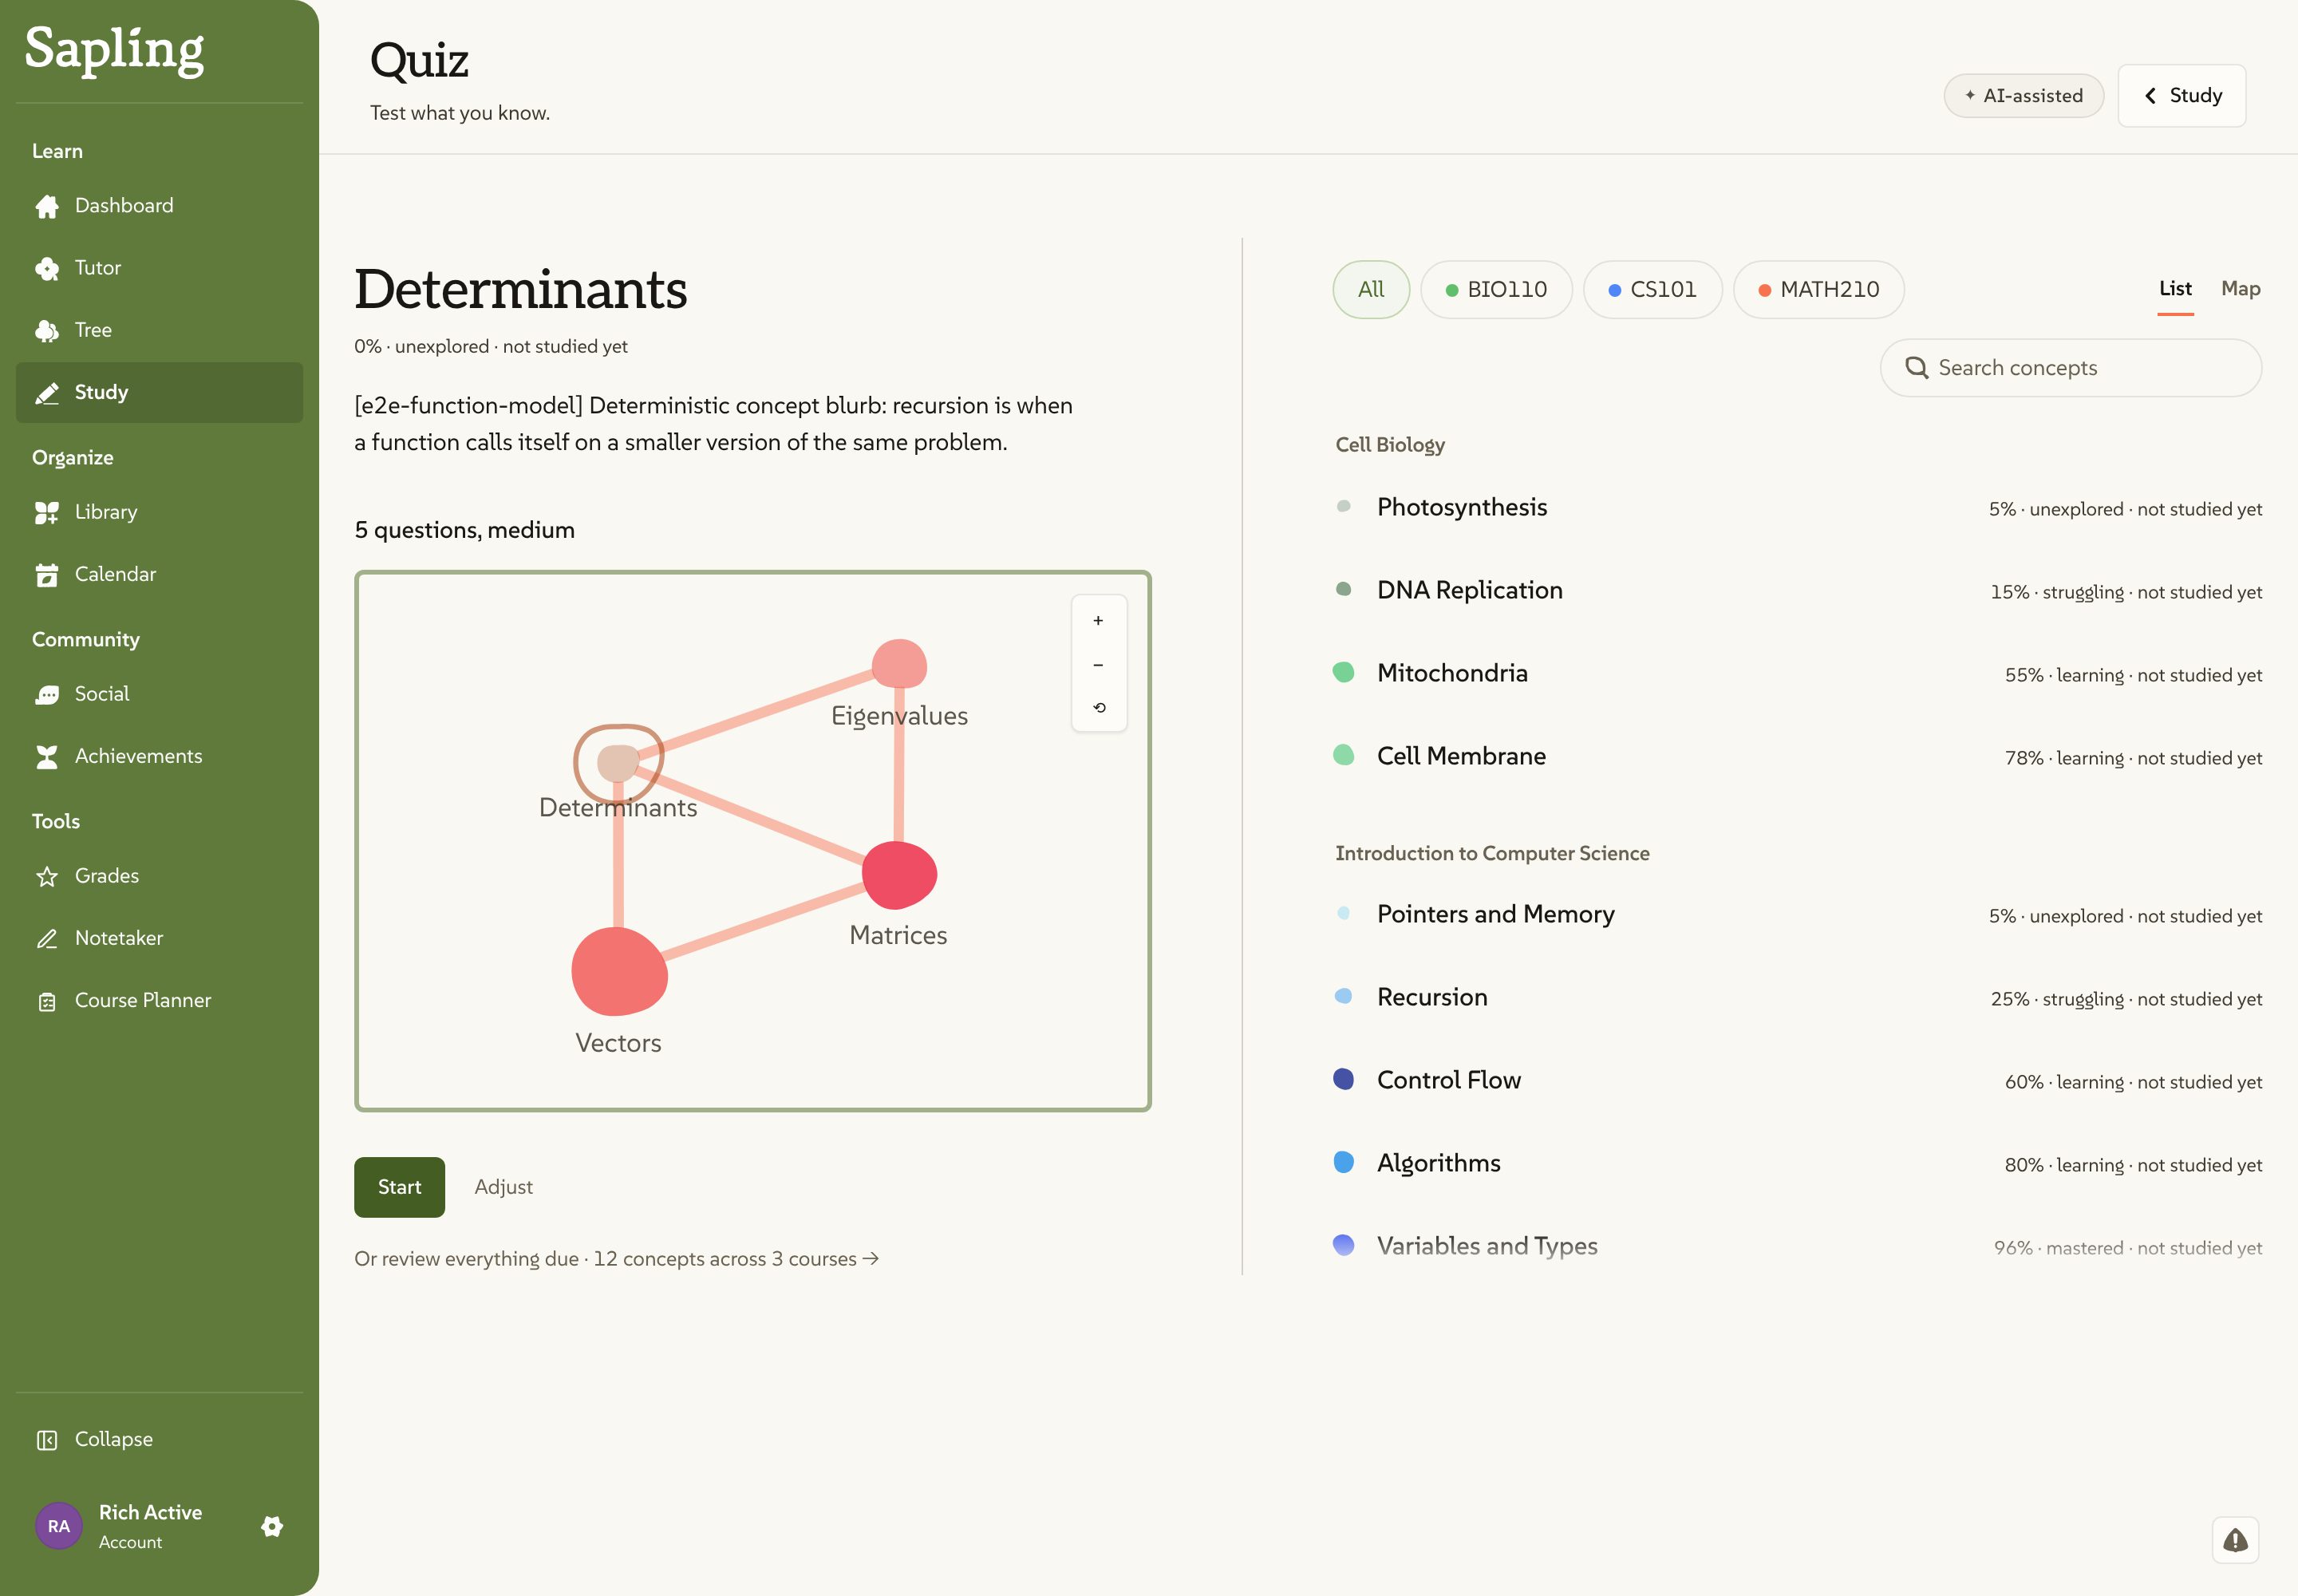 Sapling
Learn
Dashboard
Tutor
Tree
Study
Organize
Library
Calendar
Community
Social
Achievements
Tools
Grades
Notetaker
Course Planner
Collapse
RA
Rich Active
Account
Quiz
Test what you know.
AI-assisted
Study
Determinants
0% · unexplored · not studied yet
[e2e-function-model] Deterministic concept blurb: recursion is when
a function calls itself on a smaller version of the same problem.
5 questions, medium
+
−
Eigenvalues
Determinants
Matrices
Vectors
Start
Adjust
Or review everything due · 12 concepts across 3 courses →
All
BIO110
CS101
MATH210
List
Map
Search concepts
Cell Biology
Photosynthesis
5% · unexplored · not studied yet
DNA Replication
15% · struggling · not studied yet
Mitochondria
55% · learning · not studied yet
Cell Membrane
78% · learning · not studied yet
Introduction to Computer Science
Pointers and Memory
5% · unexplored · not studied yet
Recursion
25% · struggling · not studied yet
Control Flow
60% · learning · not studied yet
Algorithms
80% · learning · not studied yet
Variables and Types
96% · mastered · not studied yet